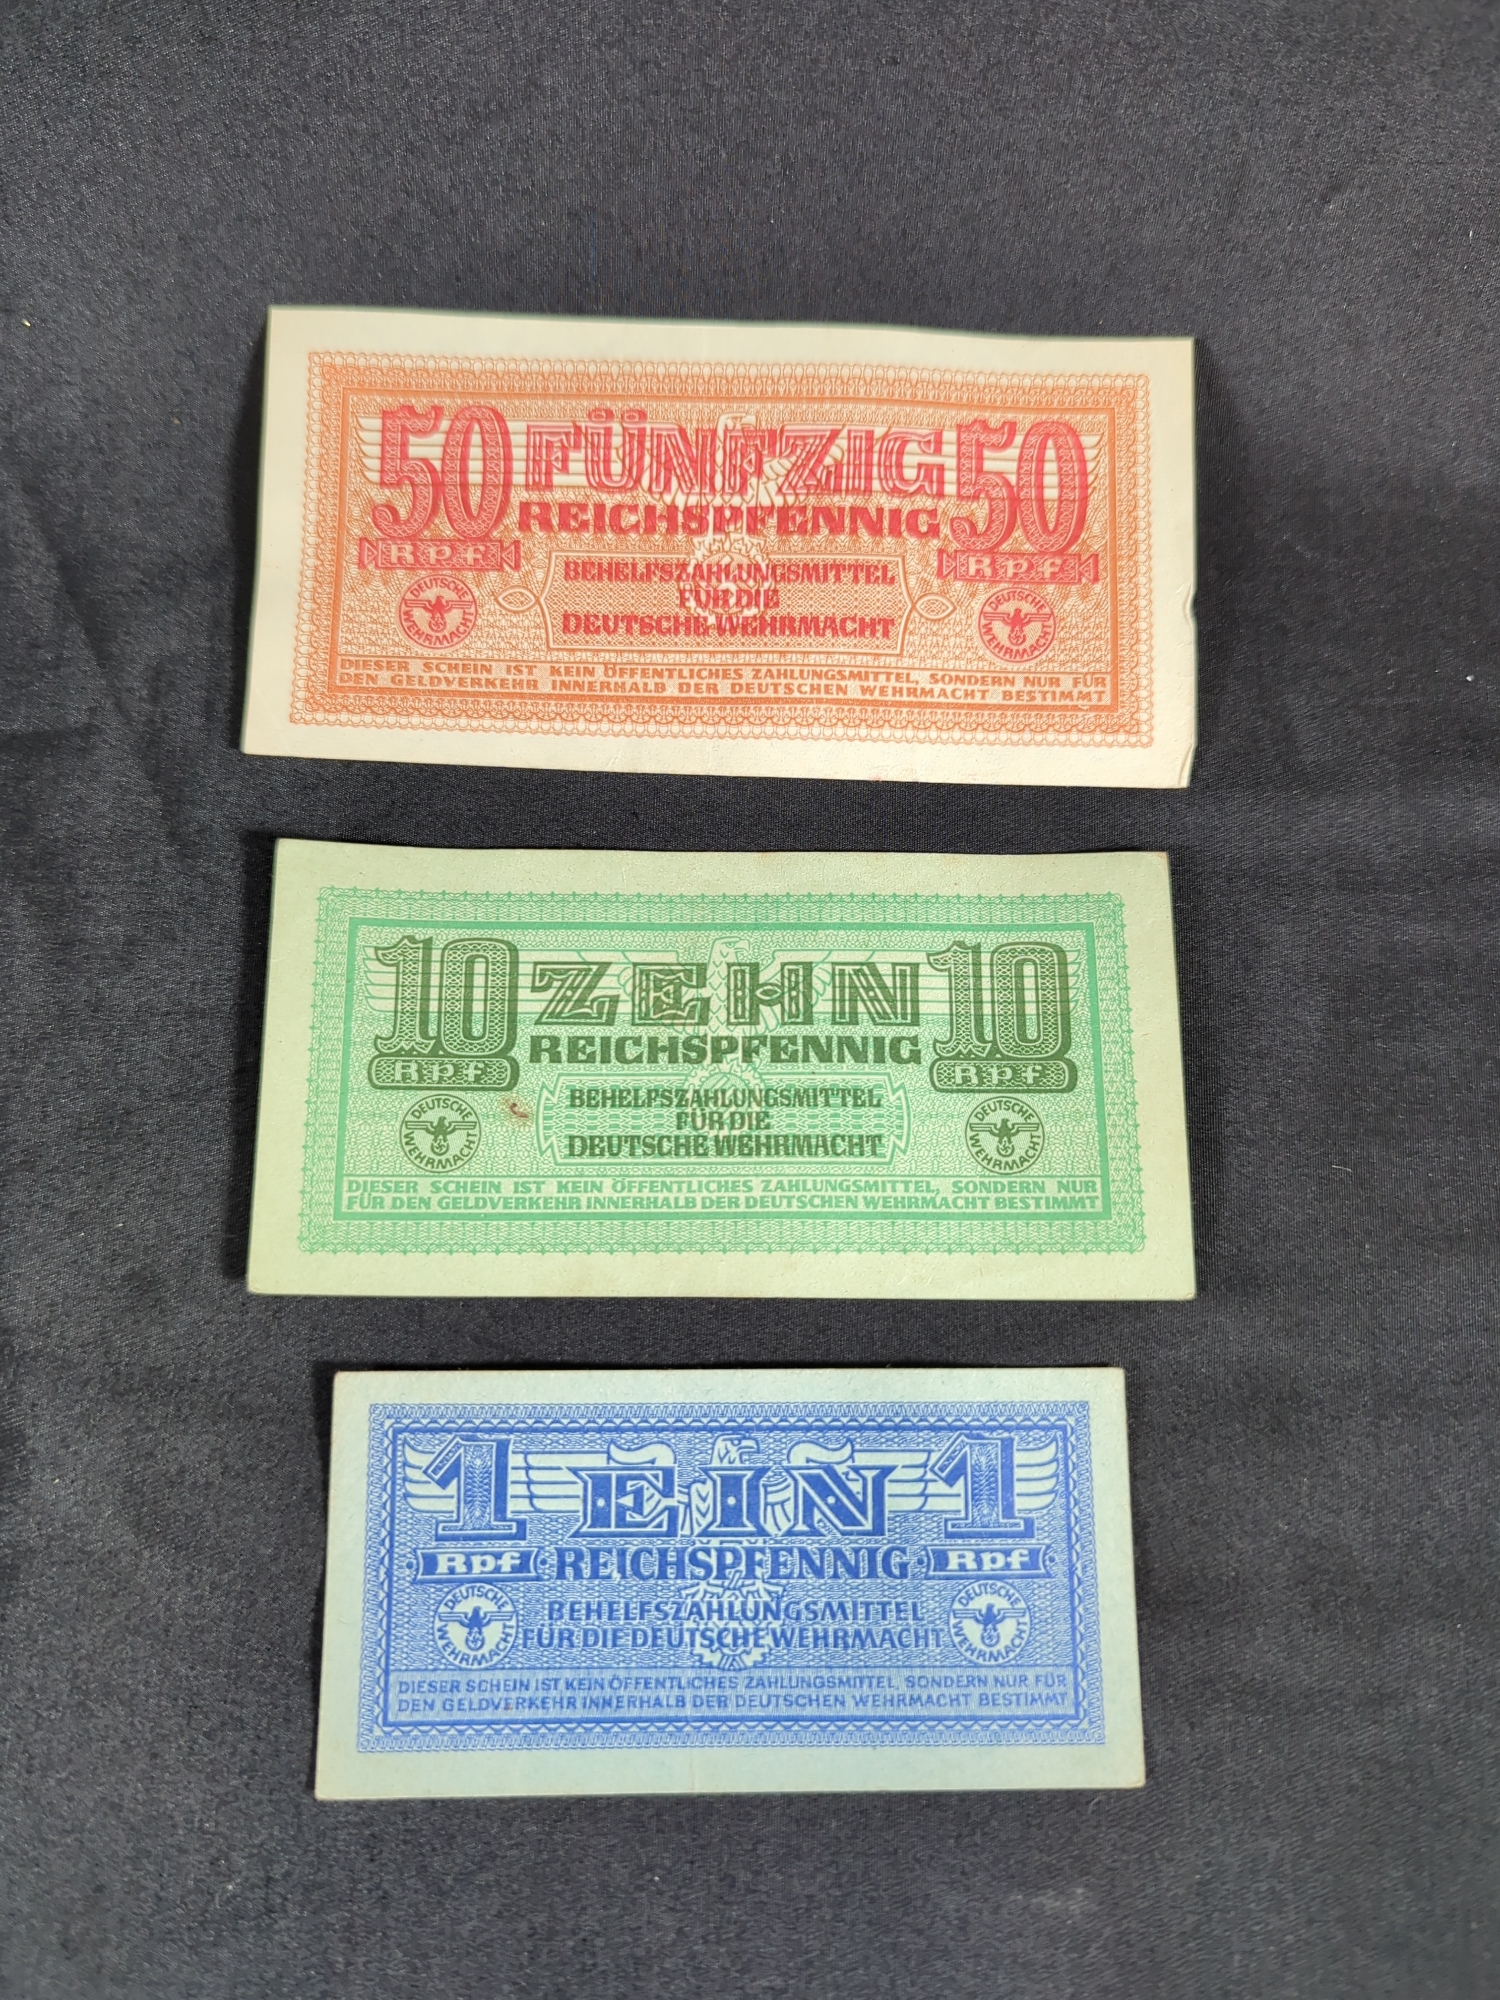 50 FÜNFZIG 50
REICHSPFENNIG
RPf RPf
BEHELFSZAHLUNGSMITTEL
FÜR DIE
DEUTSCHE WEHRMACHT
DEUTSCHE WEHRMACHT
DEUTSCHE WEHRMACHT
DIESER SCHEIN IST KEIN ÖFFENTLICHES ZAHLUNGSMITTEL, SONDERN NUR FÜR
DEN GELDVERKEHR INNERHALB DER DEUTSCHEN WEHRMACHT BESTIMMT
10 ZEHN 10
REICHSPFENNIG
RPf RPf
BEHELFSZAHLUNGSMITTEL
FÜR DIE
DEUTSCHE WEHRMACHT
DEUTSCHE WEHRMACHT
DEUTSCHE WEHRMACHT
DIESER SCHEIN IST KEIN ÖFFENTLICHES ZAHLUNGSMITTEL, SONDERN NUR
FÜR DEN GELDVERKEHR INNERHALB DER DEUTSCHEN WEHRMACHT BESTIMMT
1 EIN 1
Rpf REICHSPFENNIG Rpf
BEHELFSZAHLUNGSMITTEL
FÜR DIE DEUTSCHE WEHRMACHT
DEUTSCHE WEHRMACHT
DEUTSCHE WEHRMACHT
DIESER SCHEIN IST KEIN ÖFFENTLICHES ZAHLUNGSMITTEL, SONDERN NUR FÜR
DEN GELDVERKEHR INNERHALB DER DEUTSCHEN WEHRMACHT BESTIMMT